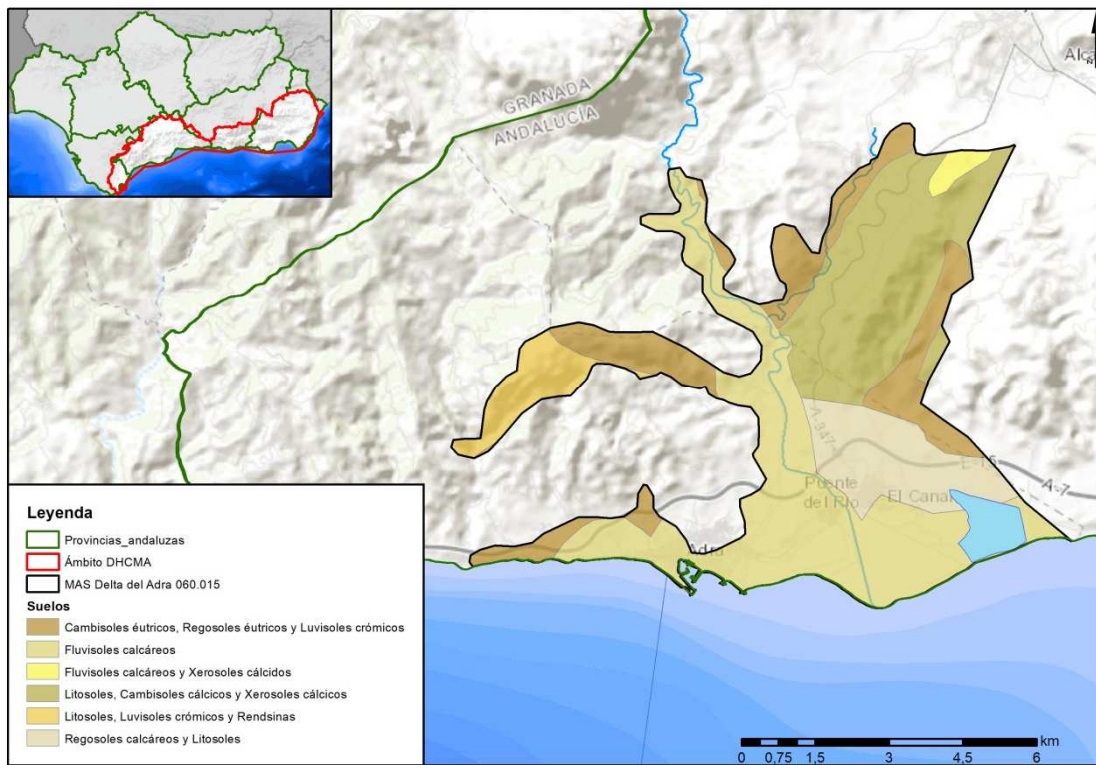 GRANADA
ANDALUCÍA
Alca
N
A-347
E-15
A-7
Puente
del Río
El Canal
Adra
Leyenda
Provincias_andaluzas
Ámbito DHCMA
MAS Delta del Adra 060.015
Suelos
Cambisoles éutricos, Regosoles éutricos y Luvisoles crómicos
Fluvisoles calcáreos
Fluvisoles calcáreos y Xerosoles cálcidos
Litosoles, Cambisoles cálcicos y Xerosoles cálcicos
Litosoles, Luvisoles crómicos y Rendsinas
Regosoles calcáreos y Litosoles
km
0 0,75 1,5 3 4,5 6